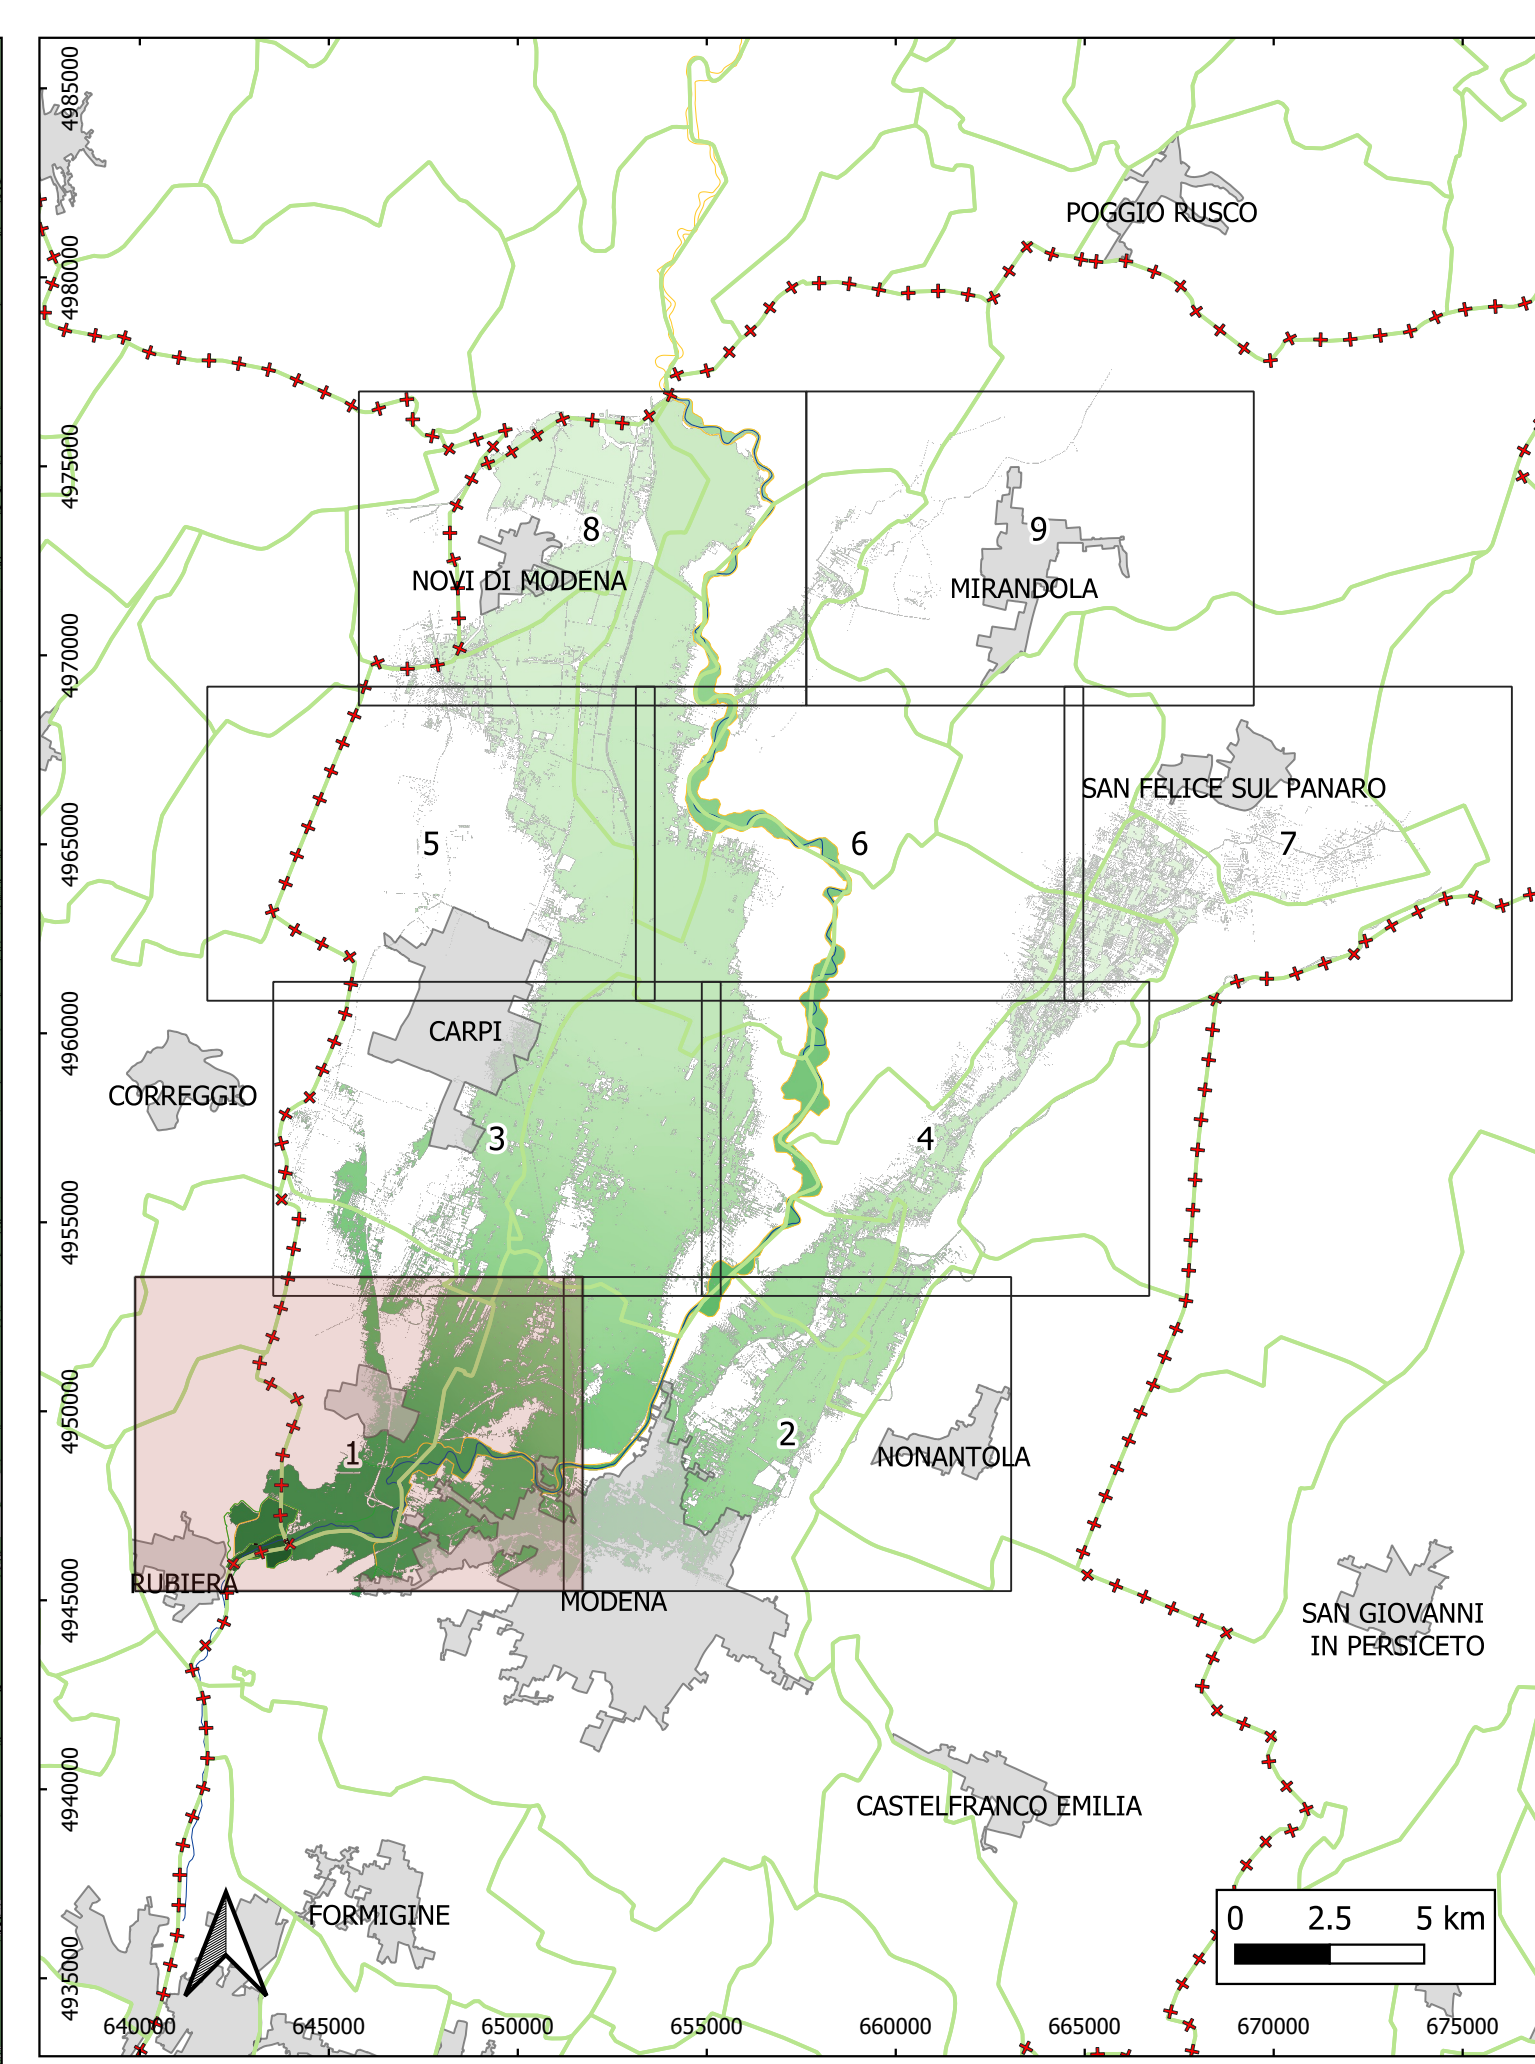 4985000
POGGIO RUSCO
4980000
4975000
8
9
NOVI DI MODENA
MIRANDOLA
4970000
SAN FELICE SUL PANARO
5
6
7
4965000
CARPI
4960000
CORREGGIO
3
4
4955000
4950000
1
2
NONANTOLA
RUBIERA
4945000
MODENA
SAN GIOVANNI
IN PERSICETO
4940000
CASTELFRANCO EMILIA
FORMIGINE
0 2.5 5 km
4935000
640000 645000 650000 655000 660000 665000 670000 675000